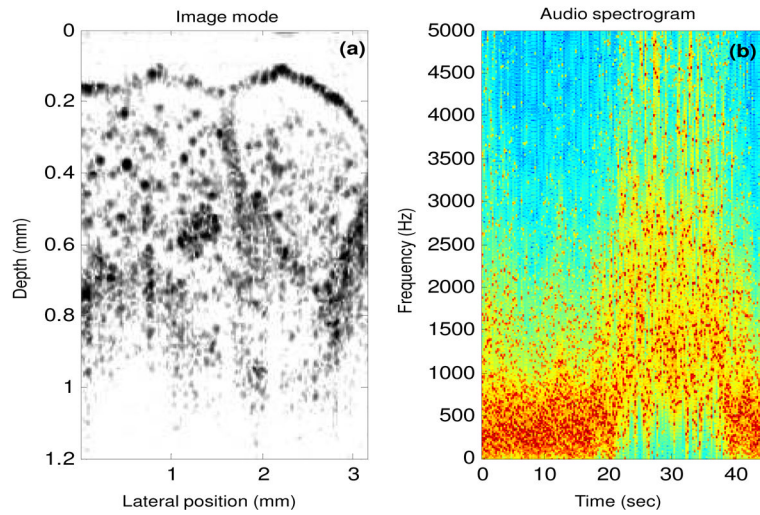 Image mode
(a)
0
0.2
0.4
0.6
0.8
1
1.2
Depth (mm)
1 2 3
Lateral position (mm)
Audio spectrogram
(b)
5000
4500
4000
3500
3000
2500
2000
1500
1000
500
0
Frequency (Hz)
0 10 20 30 40
Time (sec)